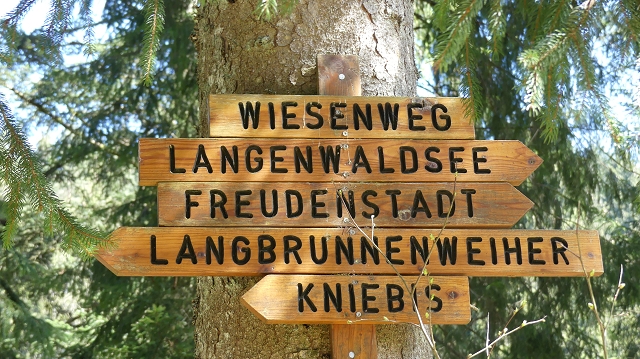 WIESENWEG
LANGENWALDSEE
FREUDENSTADT
LANGBRUNNENWEIHER
KNIEBIS